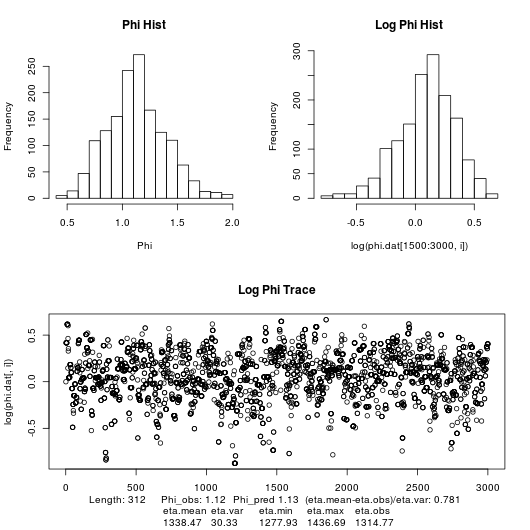 Phi Hist
Log Phi Hist
Frequency
0 50 100 150 200 250
0.5 1.0 1.5 2.0
Phi
Frequency
0 100 200 300
-0.5 0.0 0.5
log(phi.dat[1500:3000, i])
Log Phi Trace
log(phi.dat[, i])
-0.5 0.0 0.5
0 500 1000 1500 2000 2500 3000
Length: 312 Phi_obs: 1.12 Phi_pred 1.13 (eta.mean-eta.obs)/eta.var: 0.781
eta.mean eta.var eta.min eta.max eta.obs
1338.47 30.33 1277.93 1436.69 1314.77